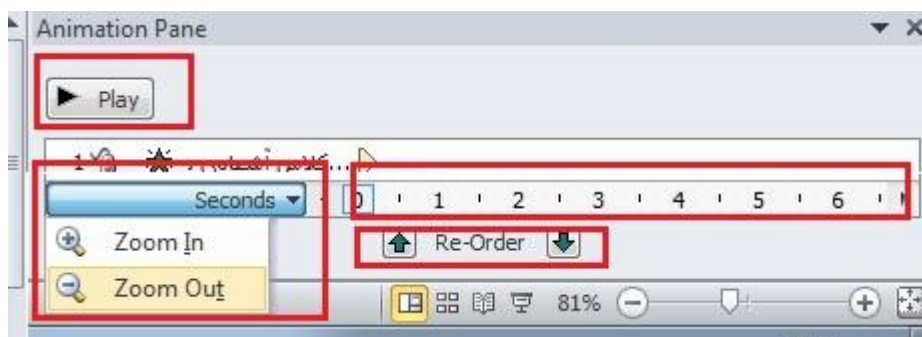 Animation Pane
Play
1
Seconds 0 1 2 3 4 5 6
Zoom In
Re-Order
Zoom Out
81%